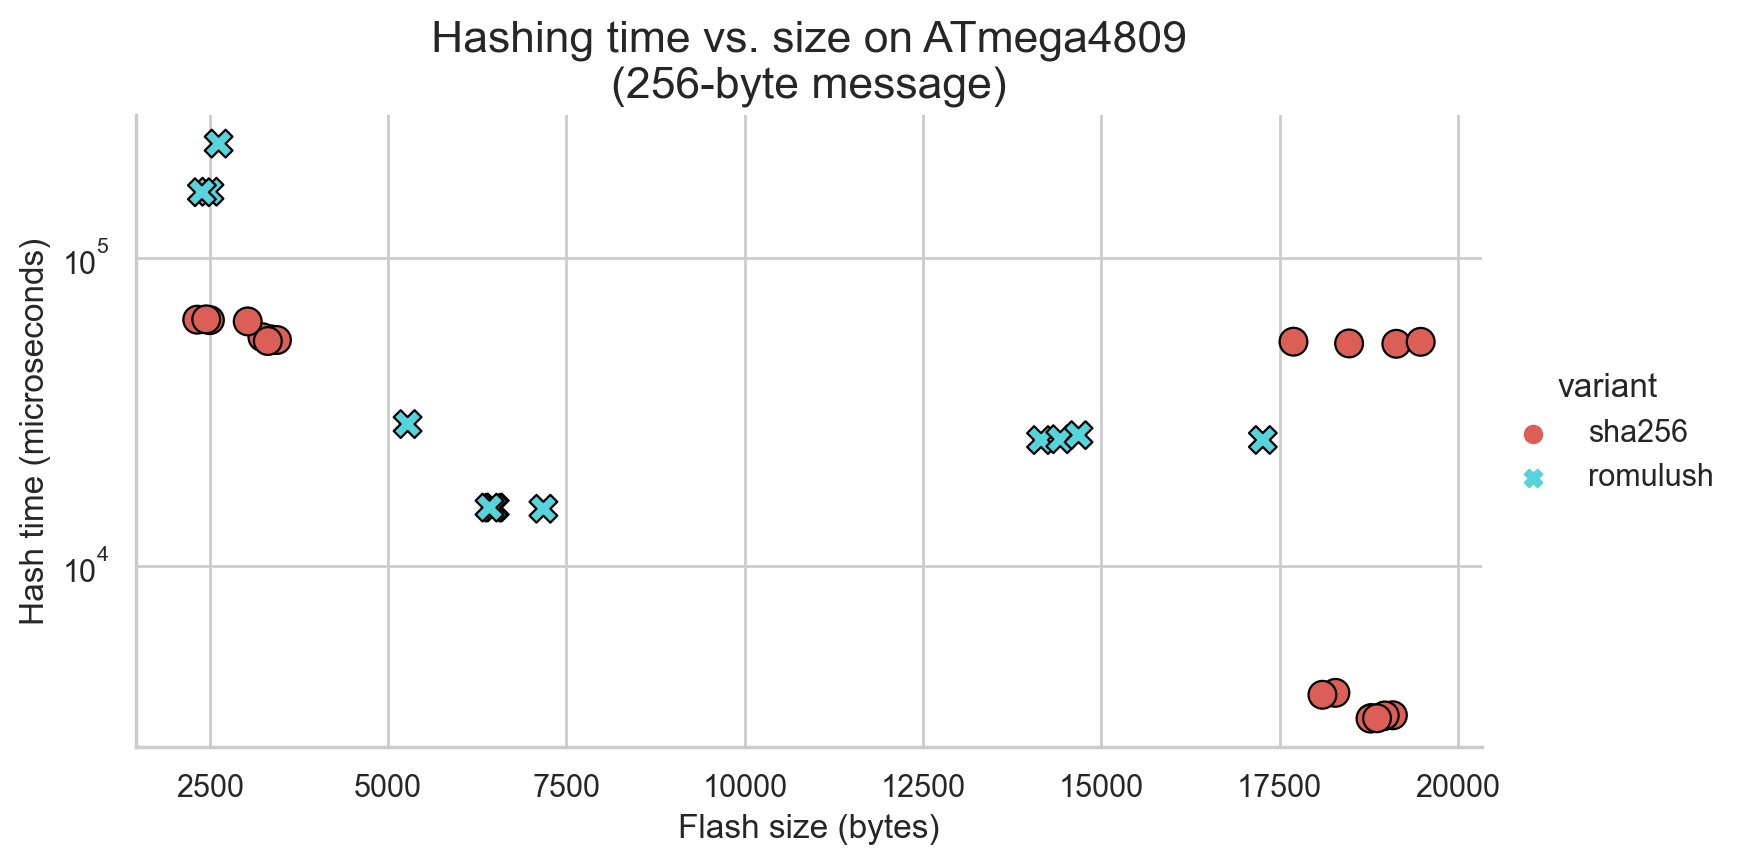 Hashing time vs. size on ATmega4809
(256-byte message)
Hash time (microseconds)
10^5
10^4
2500 5000 7500 10000 12500 15000 17500 20000
Flash size (bytes)
variant
sha256
romulush